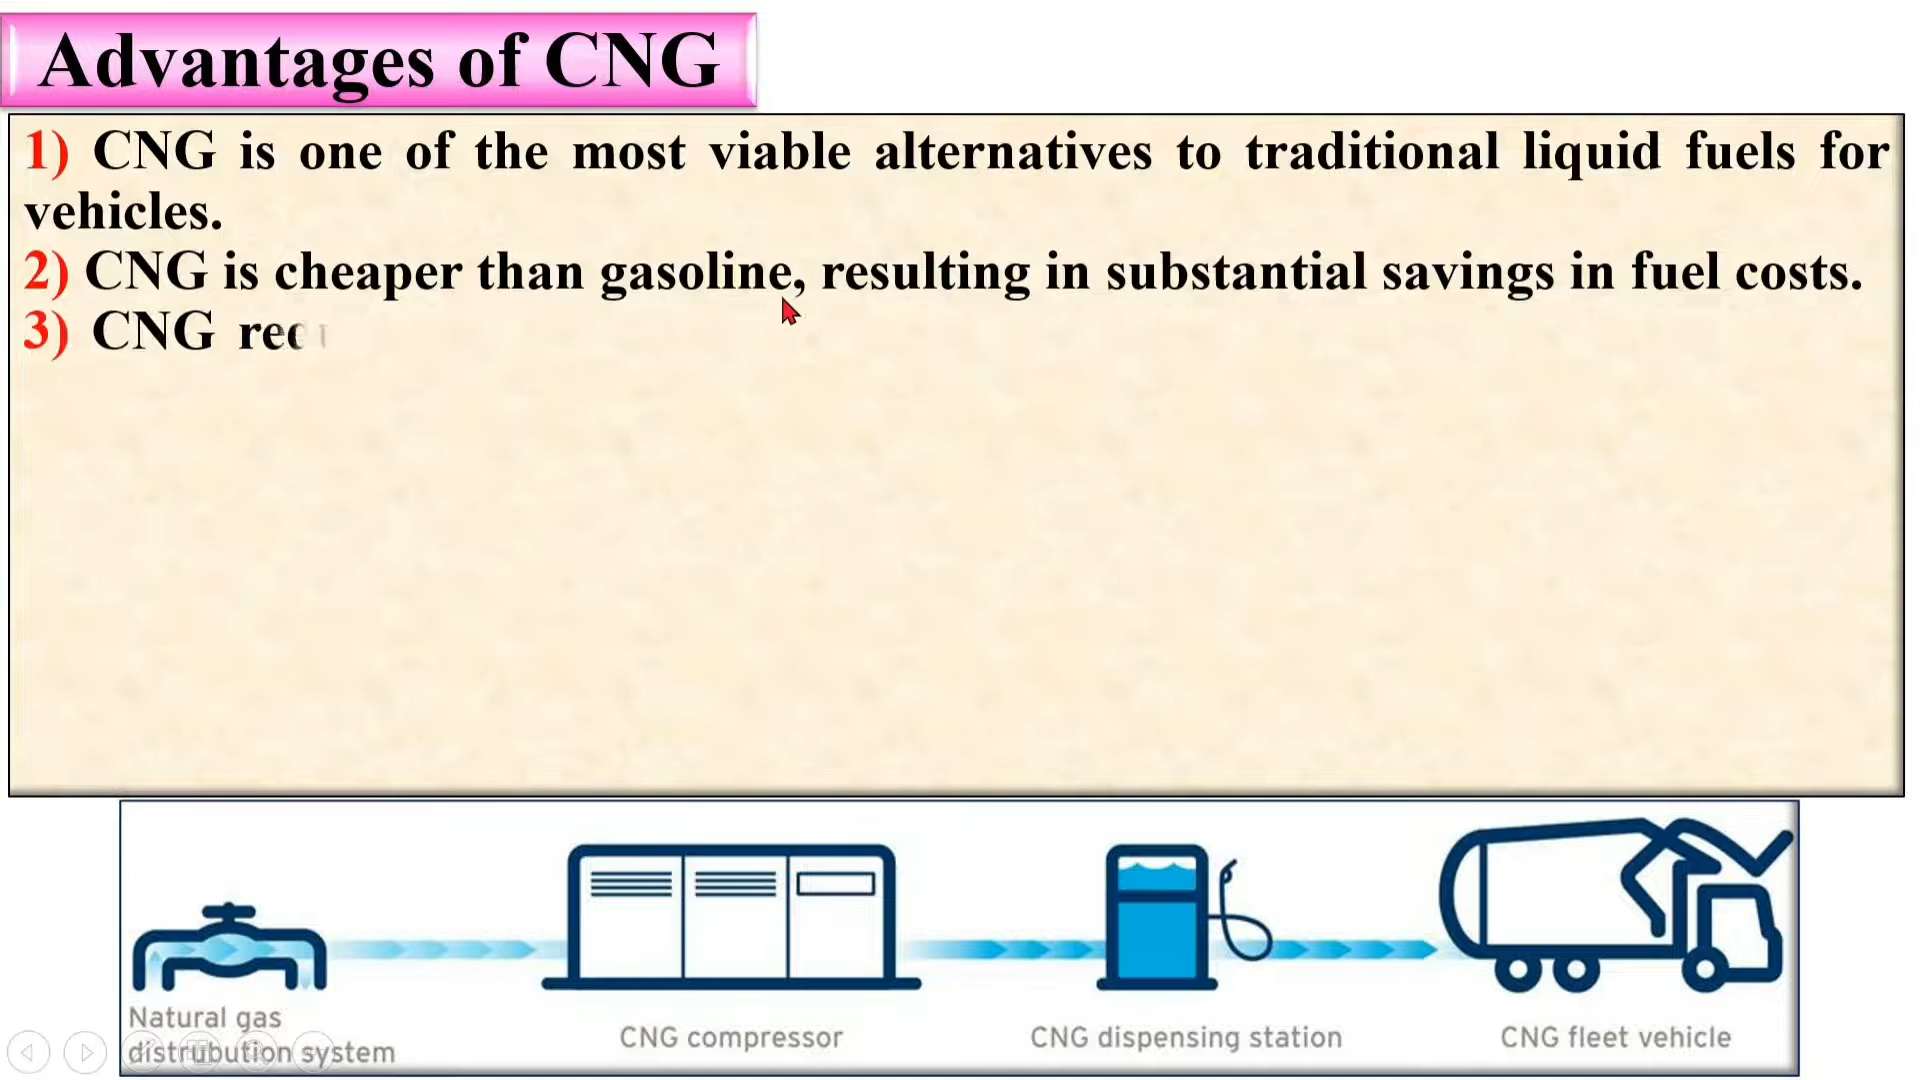 Advantages of CNG
1) CNG is one of the most viable alternatives to traditional liquid fuels for
vehicles.
2) CNG is cheaper than gasoline, resulting in substantial savings in fuel costs.
3) CNG
Natural gas
distrubution system
CNG compressor
CNG dispensing station
CNG fleet vehicle